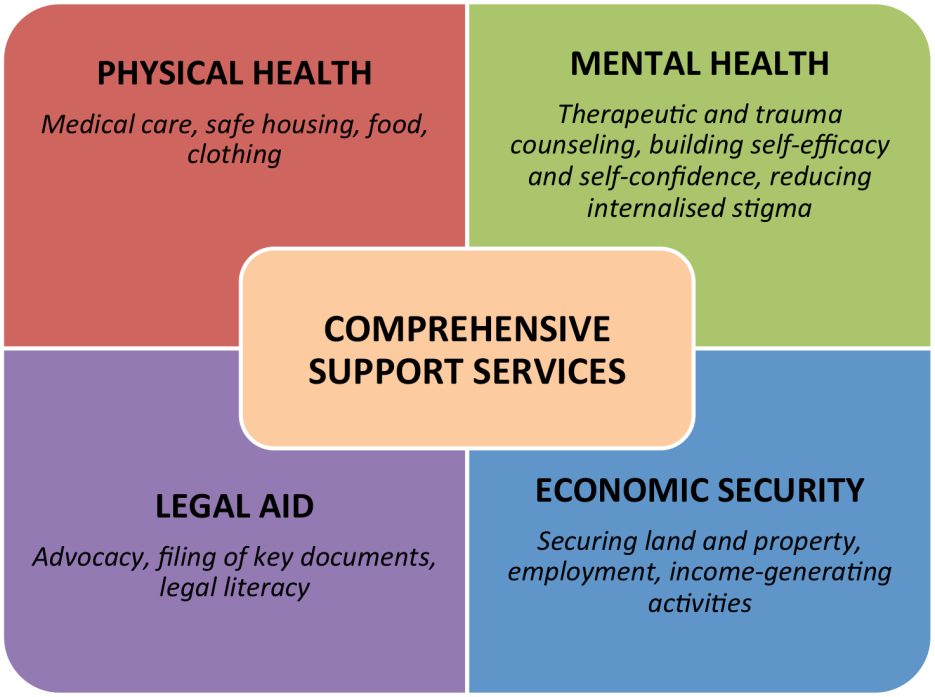 PHYSICAL HEALTH
Medical care, safe housing, food,
clothing
MENTAL HEALTH
Therapeutic and trauma
counseling, building self-efficacy
and self-confidence, reducing
internalised stigma
COMPREHENSIVE
SUPPORT SERVICES
LEGAL AID
Advocacy, filing of key documents,
legal literacy
ECONOMIC SECURITY
Securing land and property,
employment, income-generating
activities